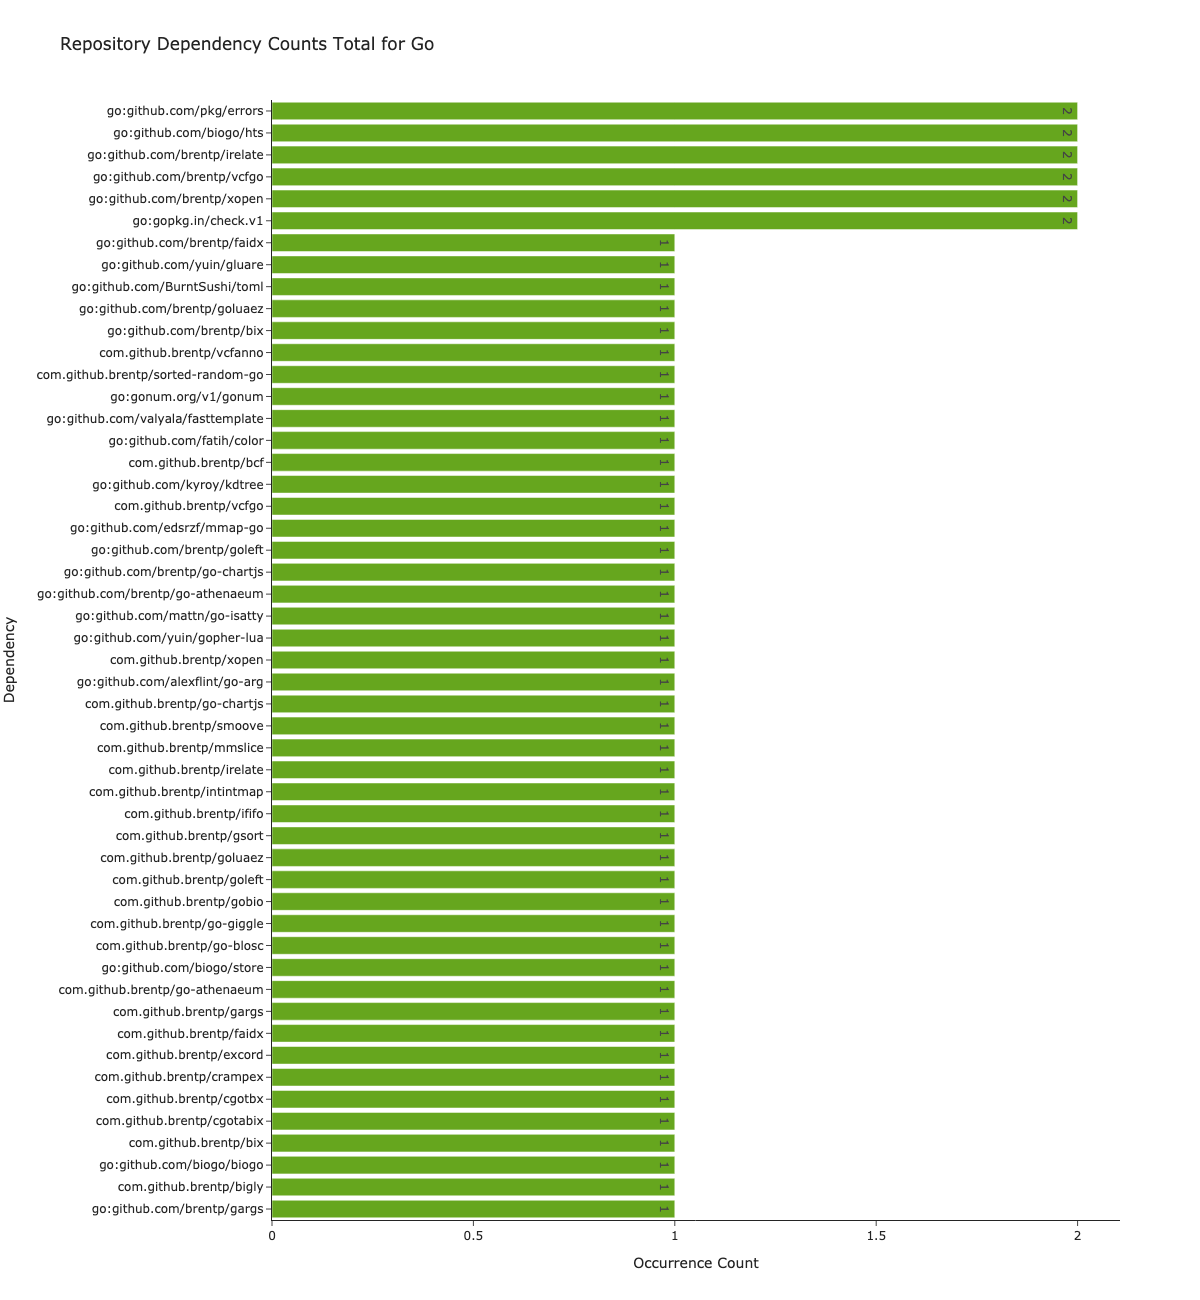 Repository Dependency Counts Total for Go
go:github.com/pkg/errors 2
go:github.com/biogo/hts 2
go:github.com/brentp/irelate 2
go:github.com/brentp/vcfgo 2
go:github.com/brentp/xopen 2
go:gopkg.in/check.v1 2
go:github.com/brentp/faidx 1
go:github.com/yuin/gluare 1
go:github.com/BurntSushi/toml 1
go:github.com/brentp/goluaez 1
go:github.com/brentp/bix 1
com.github.brentp/vcfanno 1
com.github.brentp/sorted-random-go 1
go:gonum.org/v1/gonum 1
go:github.com/valyala/fasttemplate 1
go:github.com/fatih/color 1
com.github.brentp/bcf 1
go:github.com/kyroy/kdtree 1
com.github.brentp/vcfgo 1
go:github.com/edsrzf/mmap-go 1
go:github.com/brentp/goleft 1
go:github.com/brentp/go-chartjs 1
go:github.com/brentp/go-athenaeum 1
go:github.com/mattn/go-isatty 1
go:github.com/yuin/gopher-lua 1
com.github.brentp/xopen 1
go:github.com/alexflint/go-arg 1
com.github.brentp/go-chartjs 1
com.github.brentp/smoove 1
com.github.brentp/mmslice 1
com.github.brentp/irelate 1
com.github.brentp/intintmap 1
com.github.brentp/ififo 1
com.github.brentp/gsort 1
com.github.brentp/goluaez 1
com.github.brentp/goleft 1
com.github.brentp/gobio 1
com.github.brentp/go-giggle 1
com.github.brentp/go-blosc 1
go:github.com/biogo/store 1
com.github.brentp/go-athenaeum 1
com.github.brentp/gargs 1
com.github.brentp/faidx 1
com.github.brentp/excord 1
com.github.brentp/crampex 1
com.github.brentp/cgotbx 1
com.github.brentp/cgotabix 1
com.github.brentp/bix 1
go:github.com/biogo/biogo 1
com.github.brentp/bigly 1
go:github.com/brentp/gargs 1
0 0.5 1 1.5 2
Occurrence Count
Dependency